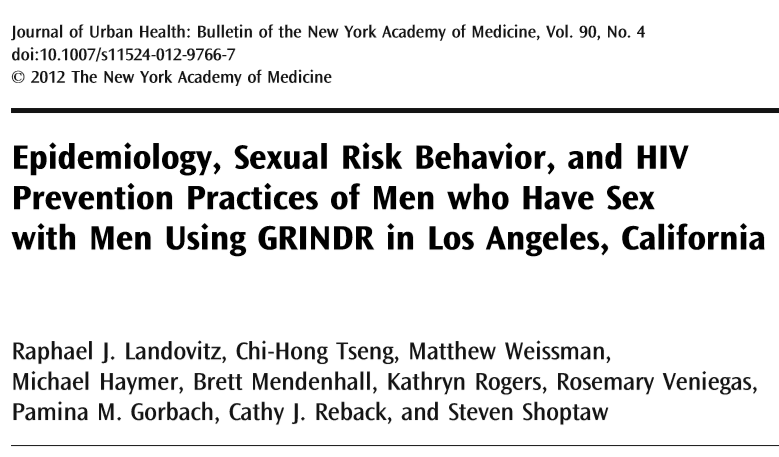 Journal of Urban Health: Bulletin of the New York Academy of Medicine, Vol. 90, No. 4
doi:10.1007/s11524-012-9766-7
© 2012 The New York Academy of Medicine
Epidemiology, Sexual Risk Behavior, and HIV
Prevention Practices of Men who Have Sex
with Men Using GRINDR in Los Angeles, California
Raphael J. Landovitz, Chi-Hong Tseng, Matthew Weissman,
Michael Haymer, Brett Mendenhall, Kathryn Rogers, Rosemary Veniegas,
Pamina M. Gorbach, Cathy J. Reback, and Steven Shoptaw